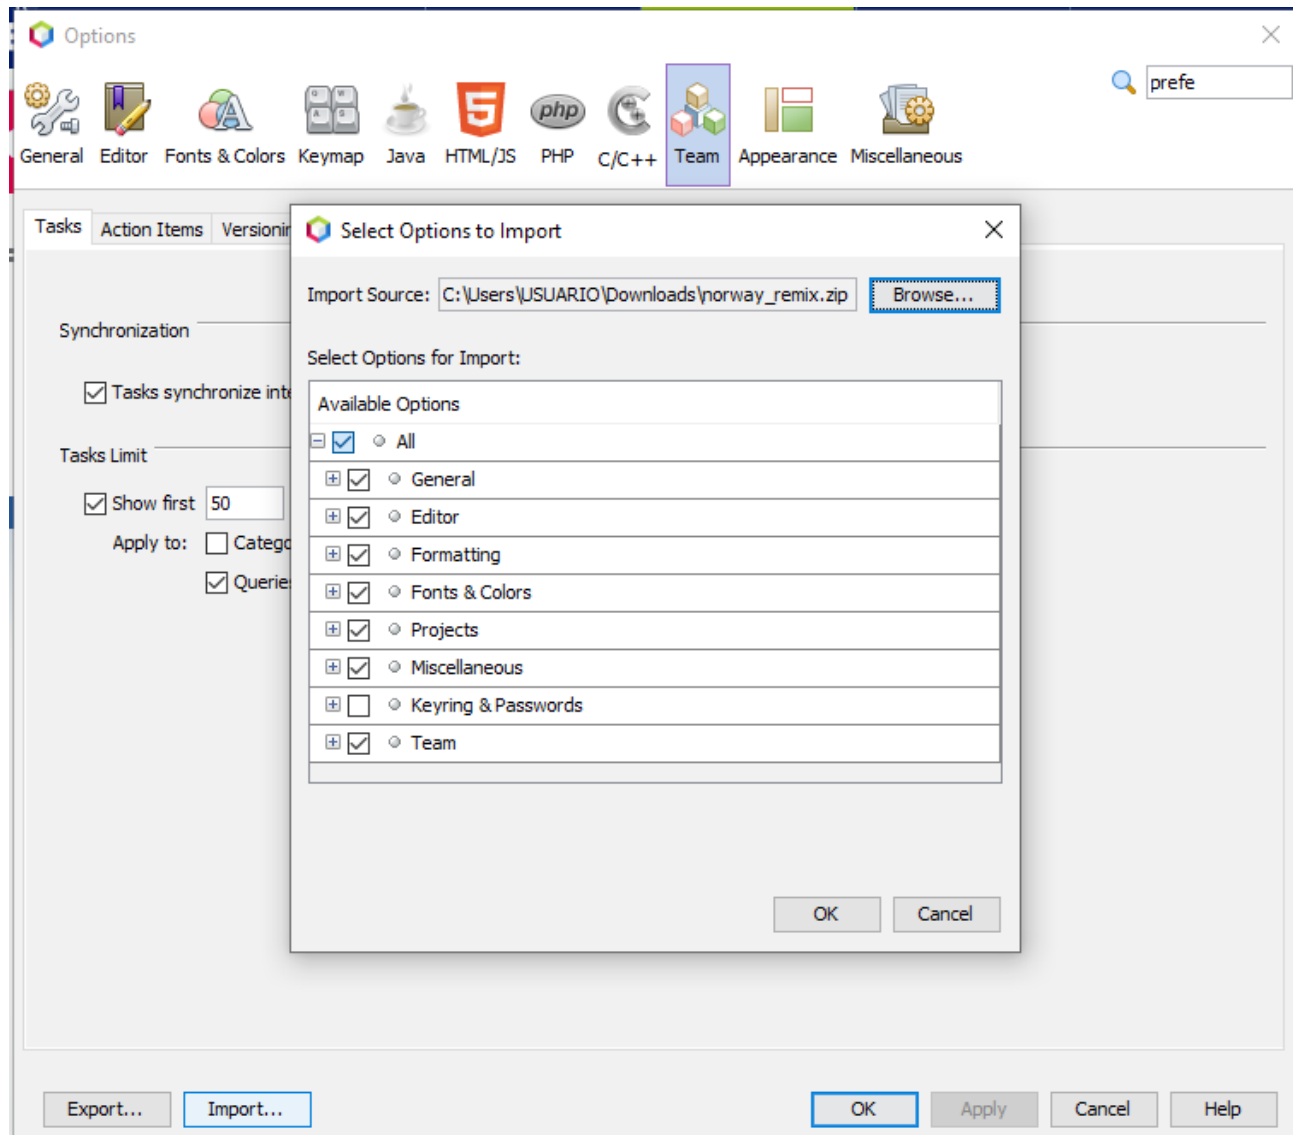 Options
prefe
General Editor Fonts & Colors Keymap Java HTML/JS PHP C/C++ Team Appearance Miscellaneous
Tasks Action Items
Synchronization
Tasks synchronize
Tasks Limit
Show first 50
Apply to:
Select Options to Import
Import Source: C:\Users\USUARIO\Downloads\norway_remix.zip Browse...
Select Options for Import:
Available Options
All
General
Editor
Formatting
Fonts & Colors
Projects
Miscellaneous
Keyring & Passwords
Team
OK Cancel
Export... Import... OK Apply Cancel Help